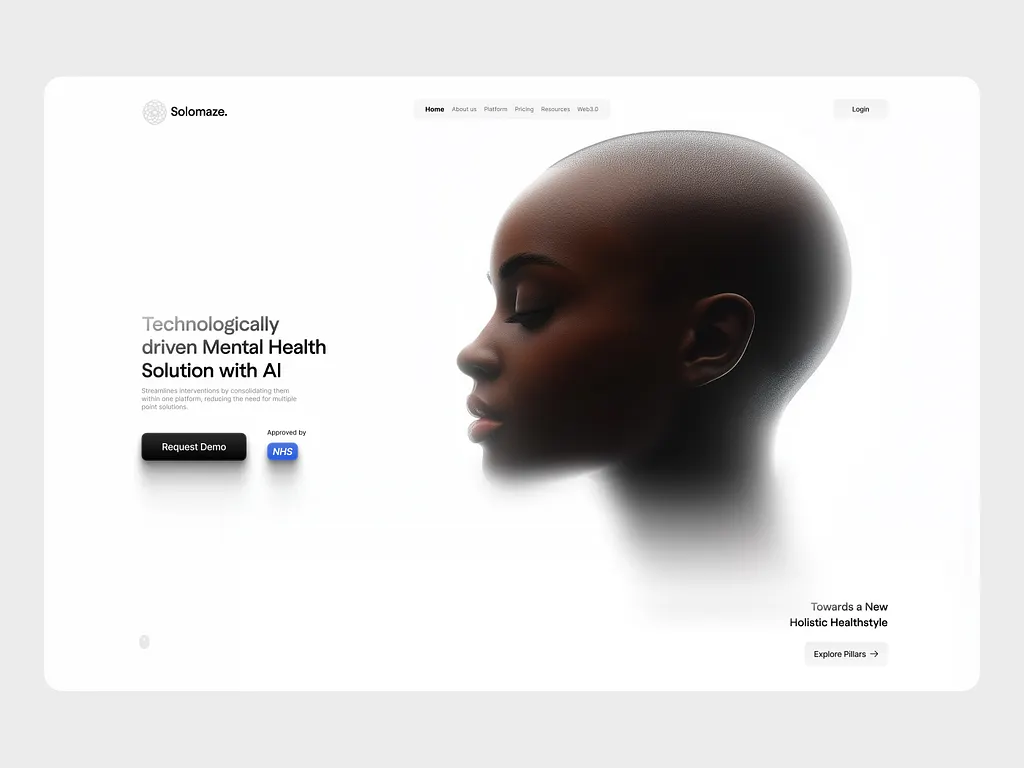 Solomaze.
Home About us Platform Pricing Resources Web3.0
Login
Technologically
driven Mental Health
Solution with AI
Streamlines interventions by consolidating them
within one platform, reducing the need for multiple
point solutions.
Request Demo
Approved by
NHS
Towards a New
Holistic Healthstyle
Explore Pillars →